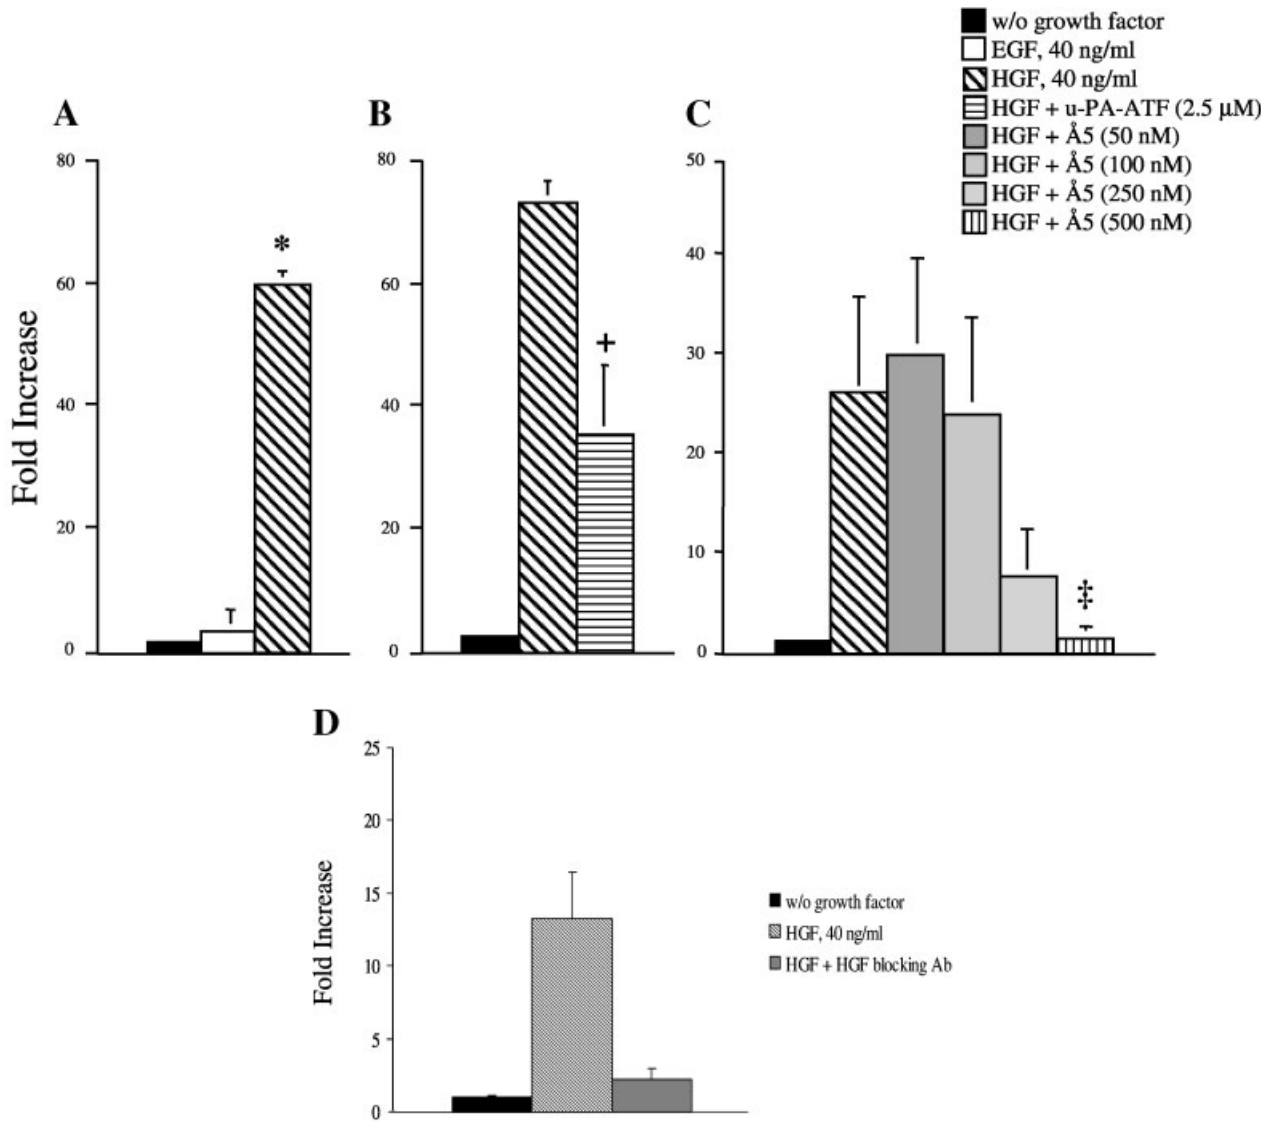 w/o growth factor
EGF, 40 ng/ml
HGF, 40 ng/ml
HGF + u-PA-ATF (2.5 µM)
HGF + Å5 (50 nM)
HGF + Å5 (100 nM)
HGF + Å5 (250 nM)
HGF + Å5 (500 nM)
A
80
60
40
20
0
Fold Increase
*
B
80
60
40
20
0
+
C
50
40
30
20
10
0
‡
D
25
20
15
10
5
0
Fold Increase
w/o growth factor
HGF, 40 ng/ml
HGF + HGF blocking Ab